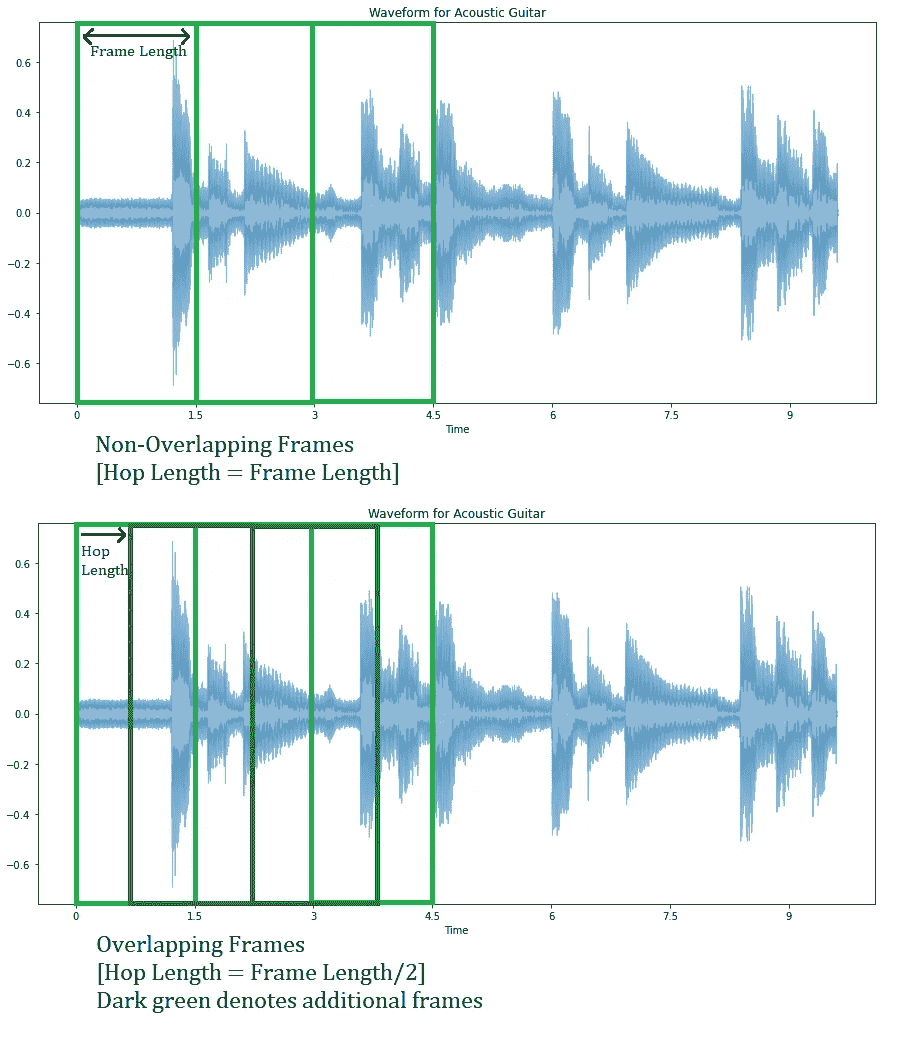 Waveform for Acoustic Guitar
Frame Length
0.6
0.4
0.2
0.0
−0.2
−0.4
−0.6
0 1.5 3 4.5 6 7.5 9
Time
Non-Overlapping Frames
[Hop Length = Frame Length]
Waveform for Acoustic Guitar
Hop
Length
0.6
0.4
0.2
0.0
−0.2
−0.4
−0.6
0 1.5 3 4.5 6 7.5 9
Time
Overlapping Frames
[Hop Length = Frame Length/2]
Dark green denotes additional frames